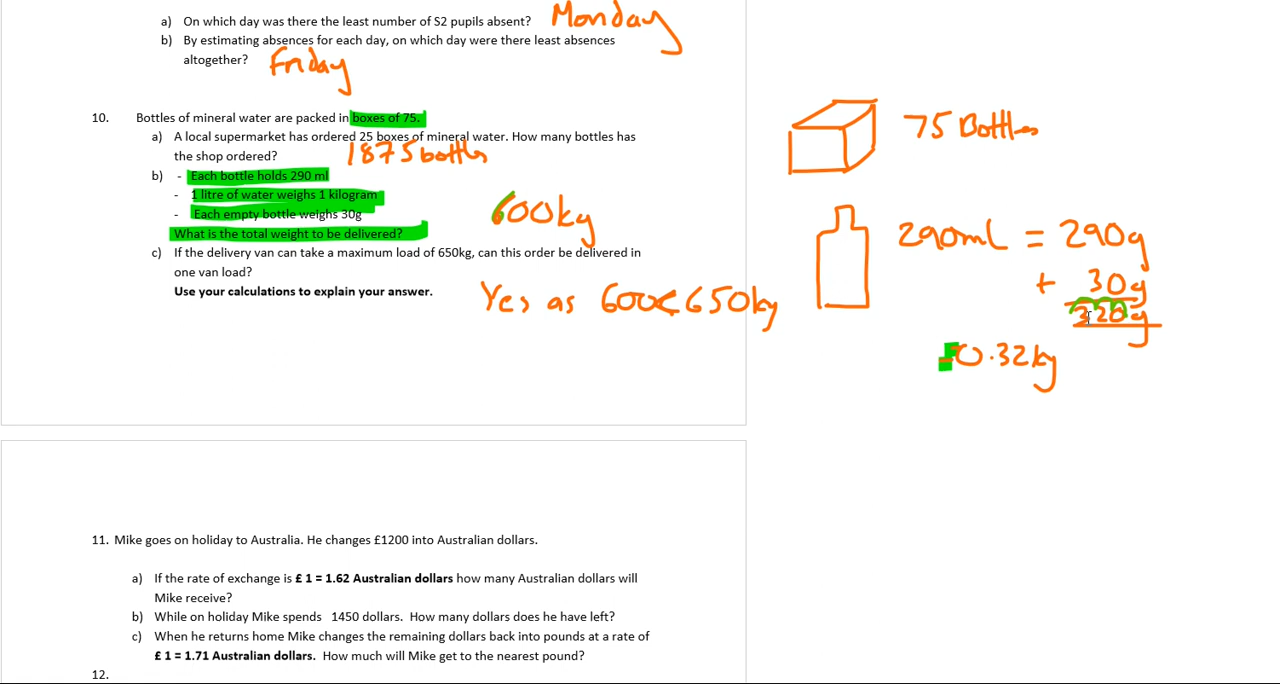 a) On which day was there the least number of S2 pupils absent? Monday
b) By estimating absences for each day, on which day were there least absences
altogether? Friday
10. Bottles of mineral water are packed in boxes of 75.
a) A local supermarket has ordered 25 boxes of mineral water. How many bottles has
the shop ordered? 1875 bottles
b) - Each bottle holds 290 ml
- 1 litre of water weighs 1 kilogram
- Each empty bottle weighs 30g
What is the total weight to be delivered? 600kg
c) If the delivery van can take a maximum load of 650kg, can this order be delivered in
one van load?
Use your calculations to explain your answer. Yes as 600<650kg
75 Bottles
290ml = 290g
+ 30g
320g
=0.32kg
11. Mike goes on holiday to Australia. He changes £1200 into Australian dollars.
a) If the rate of exchange is £ 1 = 1.62 Australian dollars how many Australian dollars will
Mike receive?
b) While on holiday Mike spends 1450 dollars. How many dollars does he have left?
c) When he returns home Mike changes the remaining dollars back into pounds at a rate of
£ 1 = 1.71 Australian dollars. How much will Mike get to the nearest pound?
12.